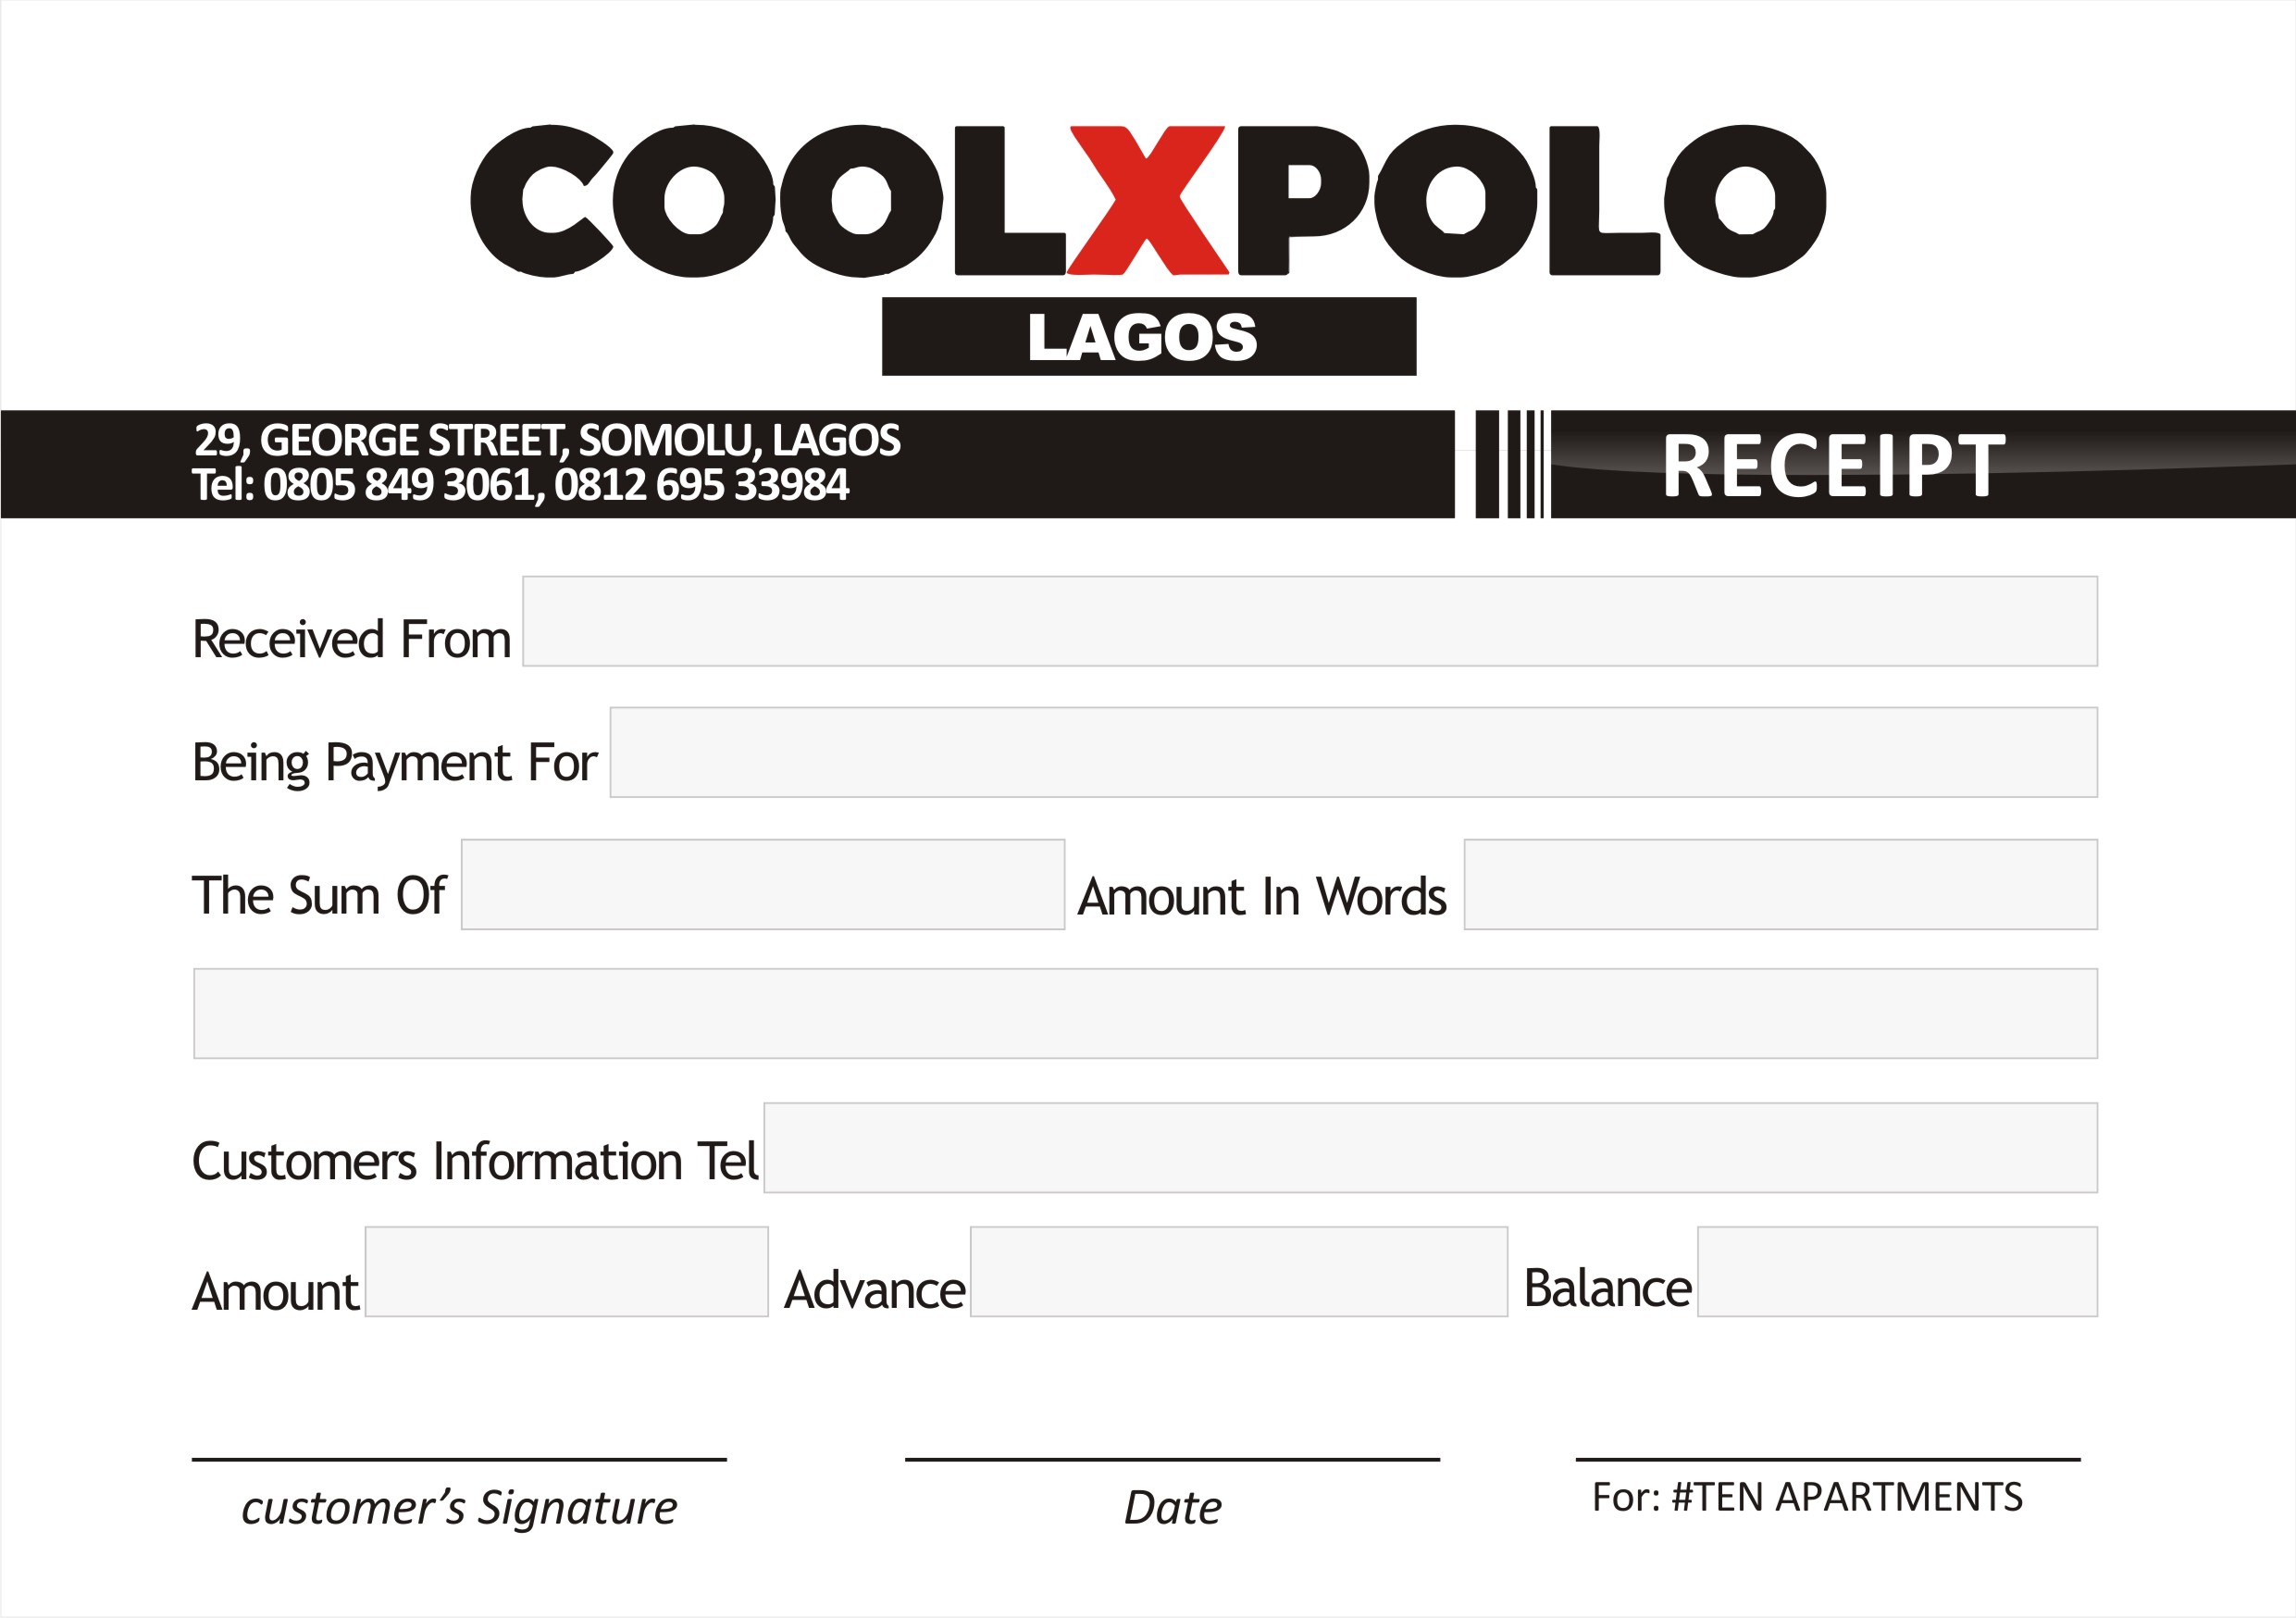 COOLXPOLO
LAGOS
29, GEORGE STREET, SOMOLU, LAGOS
Tel: 0805 849 3061, 0812 695 33984
RECEIPT
Received From
Being Payment For
The Sum Of Amount In Words
Customers Information Tel
Amount Advance Balance
customer's Signature Date For: #TEN APARTMENTS